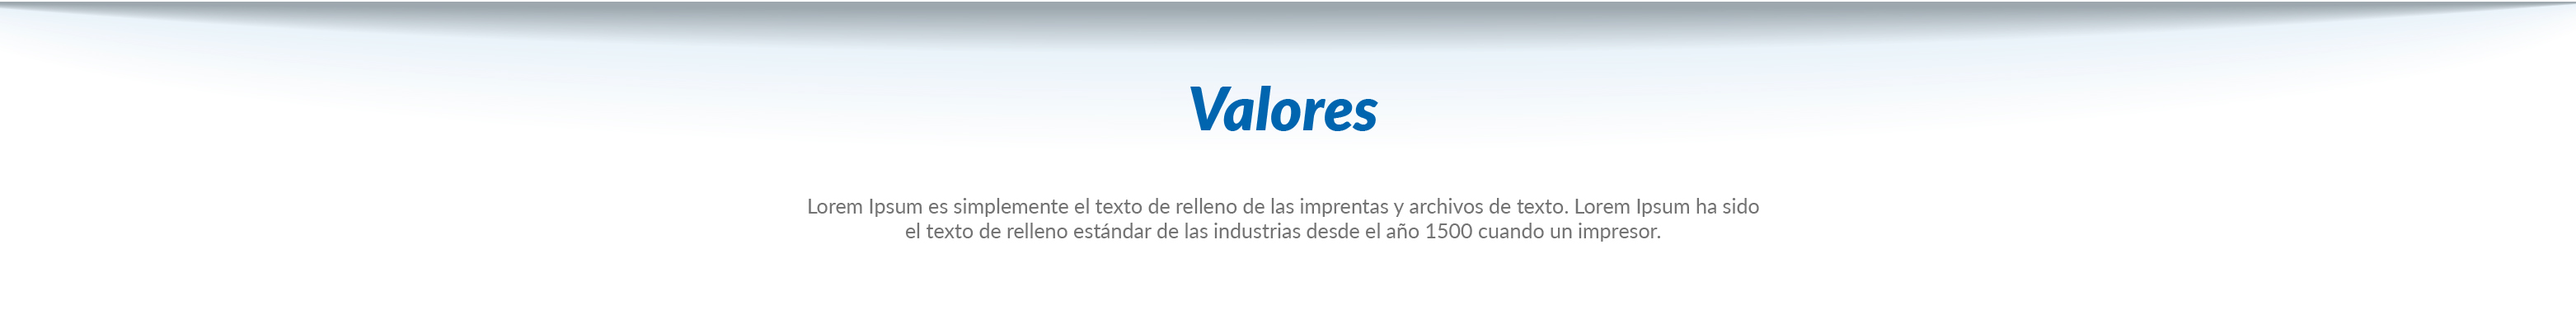 Valores
Lorem Ipsum es simplemente el texto de relleno de las imprentas y archivos de texto. Lorem Ipsum ha sido
el texto de relleno estándar de las industrias desde el año 1500 cuando un impresor.